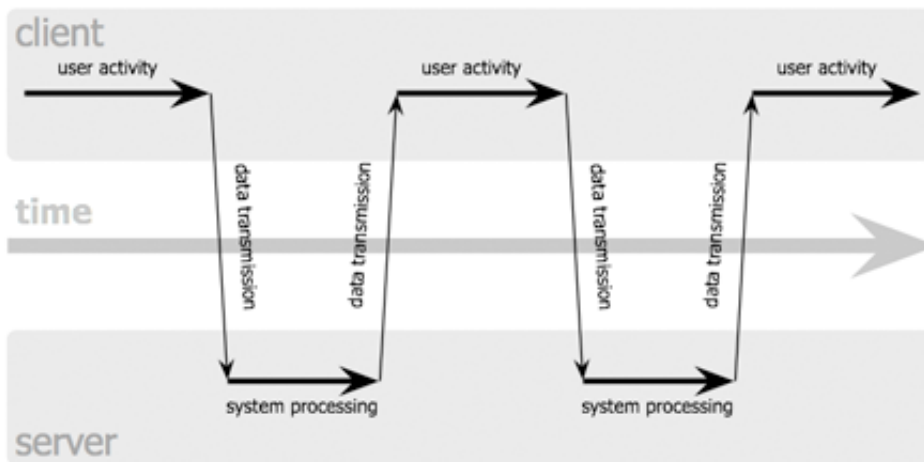 client
user activity
user activity
user activity
data transmission
data transmission
data transmission
data transmission
time
system processing
system processing
server